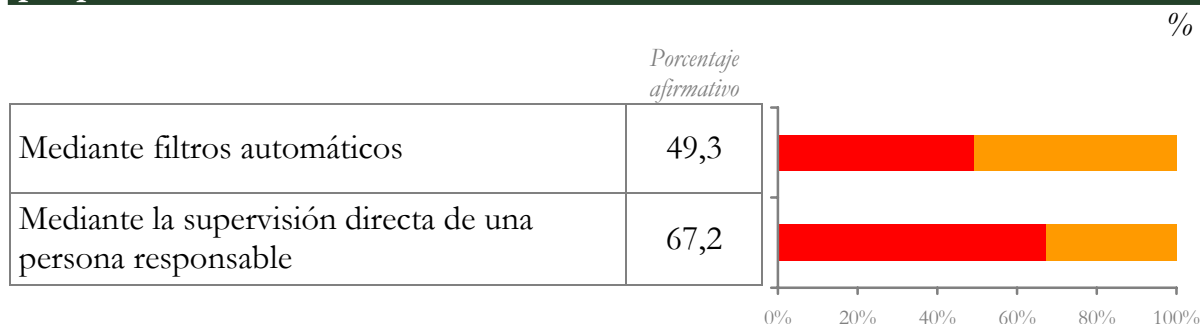 %
Porcentaje
afirmativo
Mediante filtros automáticos
49,3
Mediante la supervisión directa de una
persona responsable
67,2
0% 20% 40% 60% 80% 100%